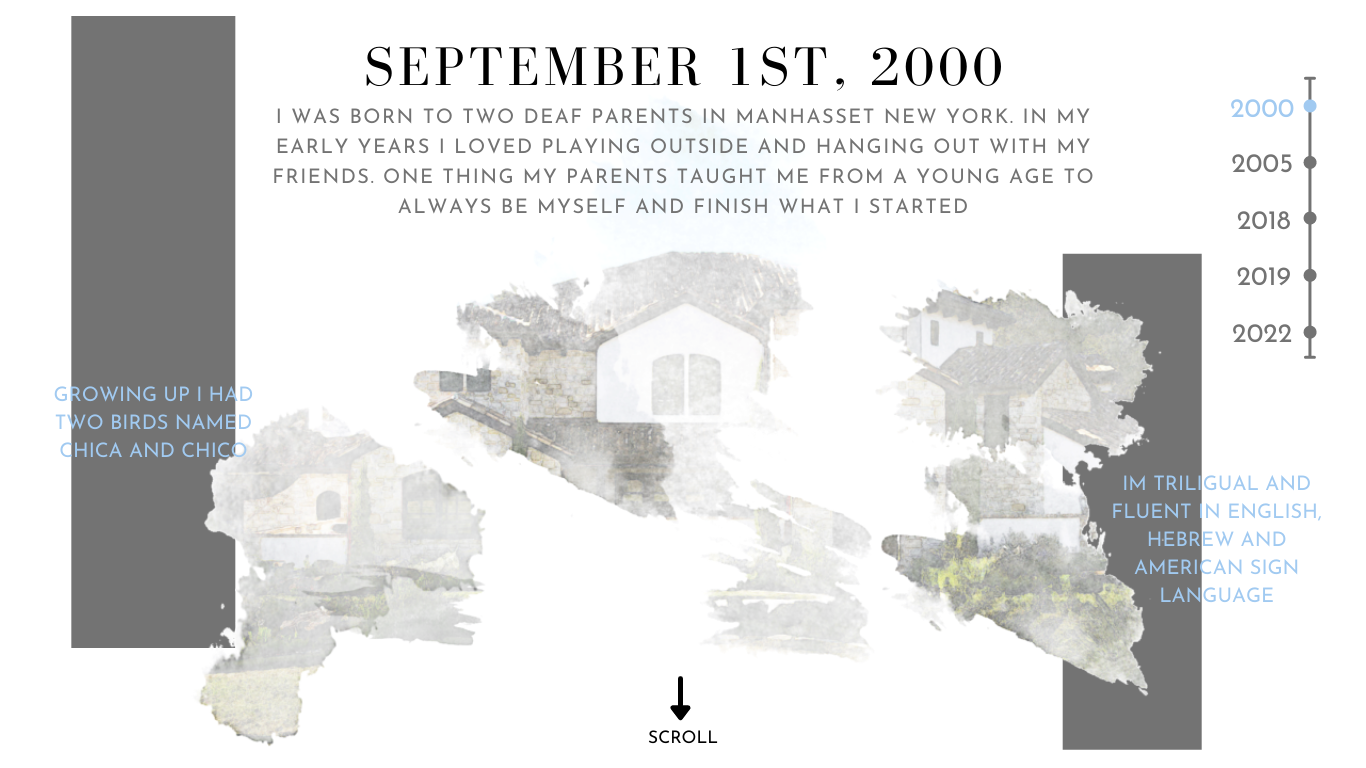 SEPTEMBER 1ST, 2000
I WAS BORN TO TWO DEAF PARENTS IN MANHASSET NEW YORK. IN MY
EARLY YEARS I LOVED PLAYING OUTSIDE AND HANGING OUT WITH MY
FRIENDS. ONE THING MY PARENTS TAUGHT ME FROM A YOUNG AGE TO
ALWAYS BE MYSELF AND FINISH WHAT I STARTED
2000
2005
2018
2019
2022
GROWING UP I HAD
TWO BIRDS NAMED
CHICA AND CHICO
IM TRILIGUAL AND
FLUENT IN ENGLISH,
HEBREW AND
AMERICAN SIGN
LANGUAGE
SCROLL